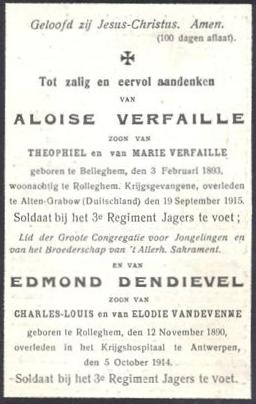 Geloofd zij Jesus-Christus. Amen.
(100 dagen aflaat).
Tot zalig en eervol aandenken
VAN
ALOISE VERFAILLE
ZOON VAN
THEOPHIEL en van MARIE VERFAILLE
geboren te Belleghem, den 3 Februari 1893,
woonachtig te Rolleghem. Krijgsgevangene, overleden
te Alten-Grabow (Duitschland) den 19 September 1915.
Soldaat bij het 3e Regiment Jagers te voet ;
Lid der Groote Congregatie voor Jongelingen en
van het Broederschap van 't Allerh. Sakrament.
EN VAN
EDMOND DENDIEVEL
ZOON VAN
CHARLES-LOUIS en van ELODIE VANDEVENNE
geboren te Rolleghem, den 12 November 1890,
overleden in het Krijgshospitaal te Antwerpen,
den 5 October 1914.
Soldaat bij het 3e Regiment Jagers te voet.